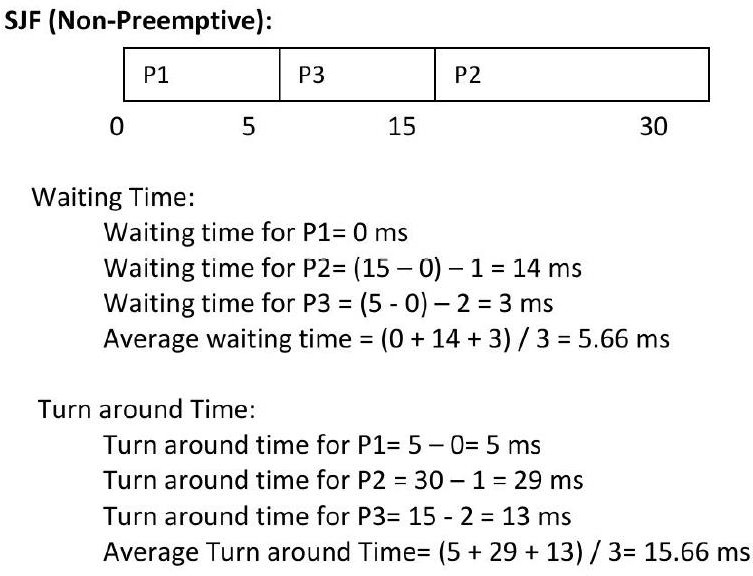 SJF (Non-Preemptive):
P1 P3 P2
0 5 15 30
Waiting Time:
Waiting time for P1= 0 ms
Waiting time for P2= (15 – 0) – 1 = 14 ms
Waiting time for P3 = (5 - 0) – 2 = 3 ms
Average waiting time = (0 + 14 + 3) / 3 = 5.66 ms
Turn around Time:
Turn around time for P1= 5 – 0= 5 ms
Turn around time for P2 = 30 – 1 = 29 ms
Turn around time for P3= 15 - 2 = 13 ms
Average Turn around Time= (5 + 29 + 13) / 3= 15.66 ms